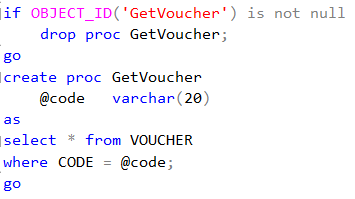 if OBJECT_ID('GetVoucher') is not null
drop proc GetVoucher;
go
create proc GetVoucher
@code varchar(20)
as
select * from VOUCHER
where CODE = @code;
go